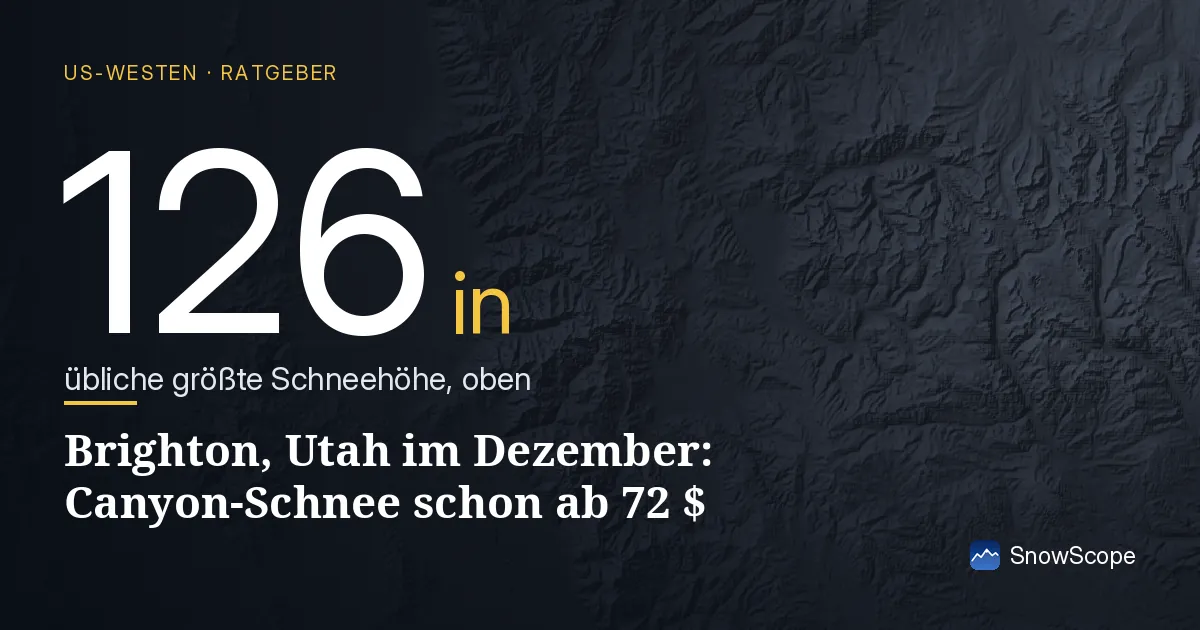 US-WESTEN · RATGEBER
126 in
übliche größte Schneehöhe, oben
Brighton, Utah im Dezember:
Canyon-Schnee schon ab 72 $
SnowScope